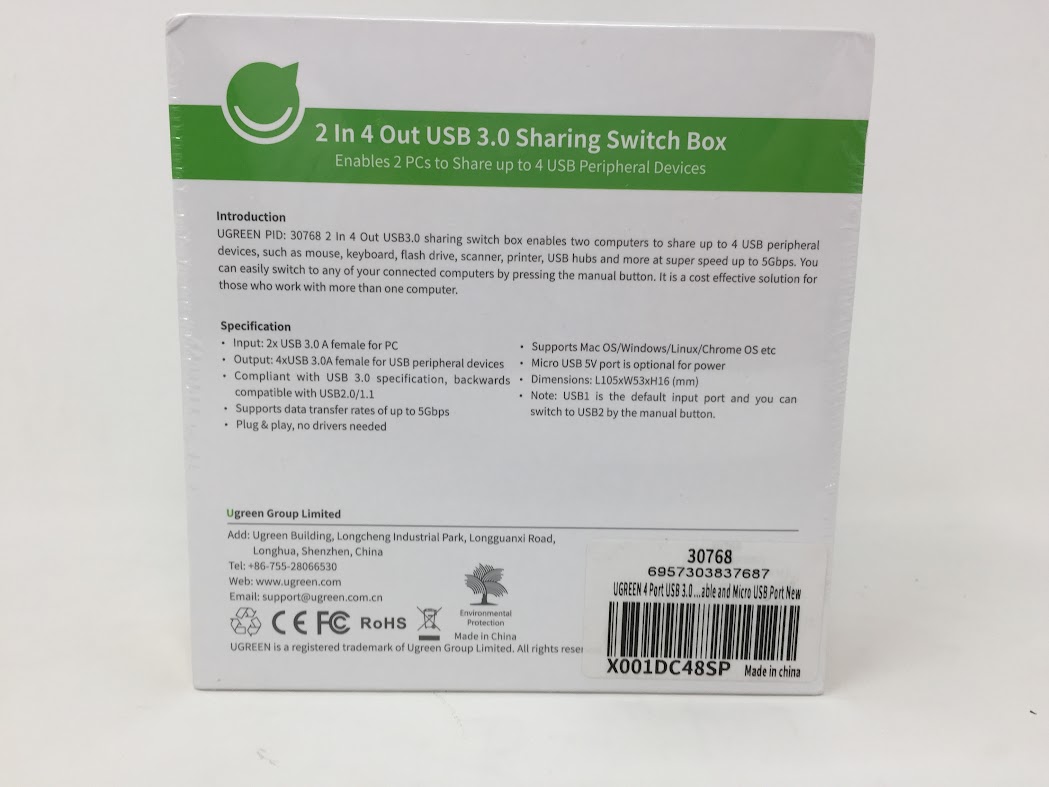 2 In 4 Out USB 3.0 Sharing Switch Box
Enables 2 PCs to Share up to 4 USB Peripheral Devices
Introduction
UGREEN PID: 30768 2 In 4 Out USB3.0 sharing switch box enables two computers to share up to 4 USB peripheral
devices, such as mouse, keyboard, flash drive, scanner, printer, USB hubs and more at super speed up to 5Gbps. You
can easily switch to any of your connected computers by pressing the manual button. It is a cost effective solution for
those who work with more than one computer.
Specification
• Input: 2x USB 3.0 A female for PC
• Output: 4xUSB 3.0A female for USB peripheral devices
• Compliant with USB 3.0 specification, backwards
compatible with USB2.0/1.1
• Supports data transfer rates of up to 5Gbps
• Plug & play, no drivers needed
• Supports Mac OS/Windows/Linux/Chrome OS etc
• Micro USB 5V port is optional for power
• Dimensions: L105xW53xH16 (mm)
• Note: USB1 is the default input port and you can
switch to USB2 by the manual button.
Ugreen Group Limited
Add: Ugreen Building, Longcheng Industrial Park, Longguanxi Road,
Longhua, Shenzhen, China
Tel: +86-755-28066530
Web: www.ugreen.com
Email: support@ugreen.com.cn
CE FC RoHS
Environmental
Protection
Made in China
UGREEN is a registered trademark of Ugreen Group Limited. All rights reser
30768
6957303837687
UGREEN 4 Port USB 3.0...able and Micro USB Port New
X001DC48SP Made in china